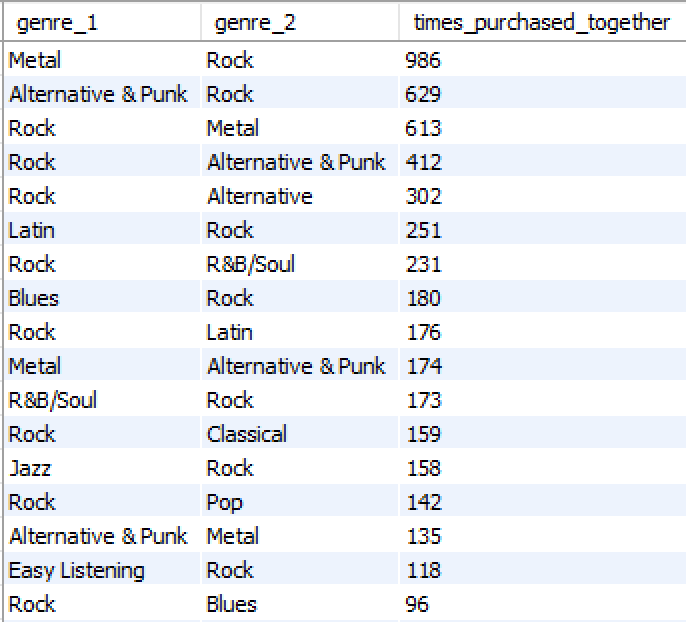 genre_1 genre_2 times_purchased_together
Metal Rock 986
Alternative & Punk Rock 629
Rock Metal 613
Rock Alternative & Punk 412
Rock Alternative 302
Latin Rock 251
Rock R&B/Soul 231
Blues Rock 180
Rock Latin 176
Metal Alternative & Punk 174
R&B/Soul Rock 173
Rock Classical 159
Jazz Rock 158
Rock Pop 142
Alternative & Punk Metal 135
Easy Listening Rock 118
Rock Blues 96